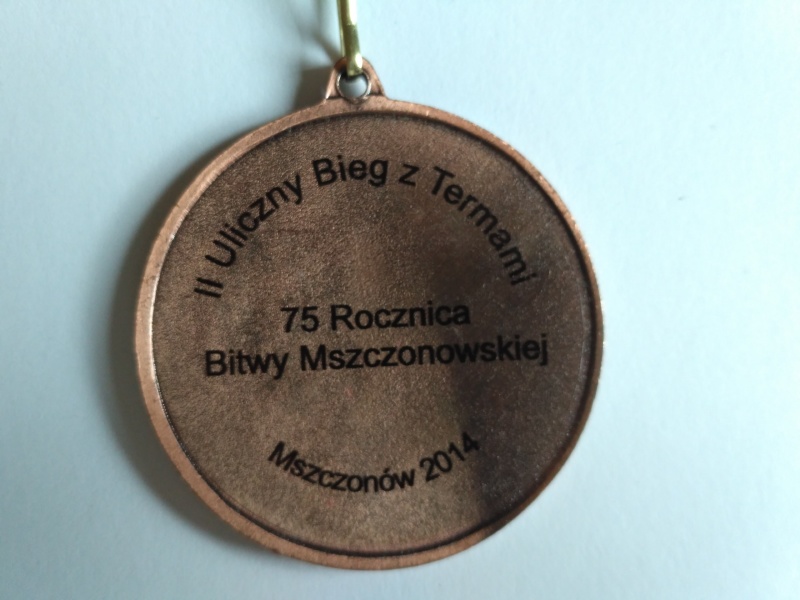 II Uliczny Bieg z Termami
75 Rocznica
Bitwy Mszczonowskiej
Mszczonów 2014